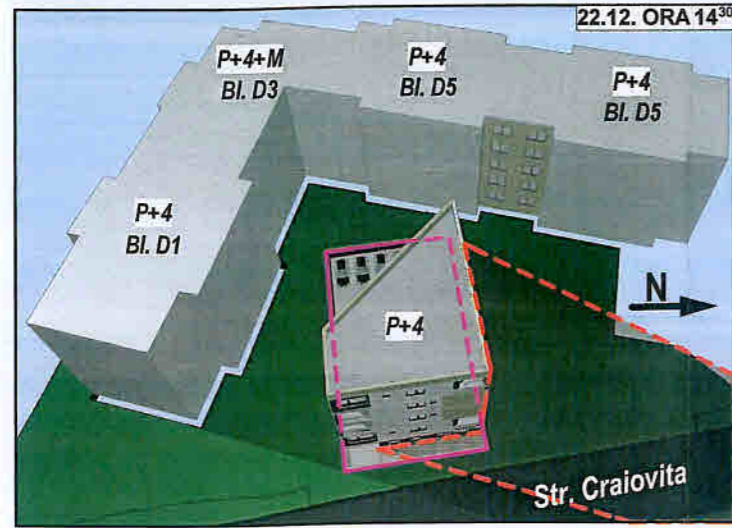 22.12. ORA 14³⁰
P+4+M
Bl. D3
P+4
Bl. D5
P+4
Bl. D5
P+4
Bl. D1
N
P+4
Str. Craiovita